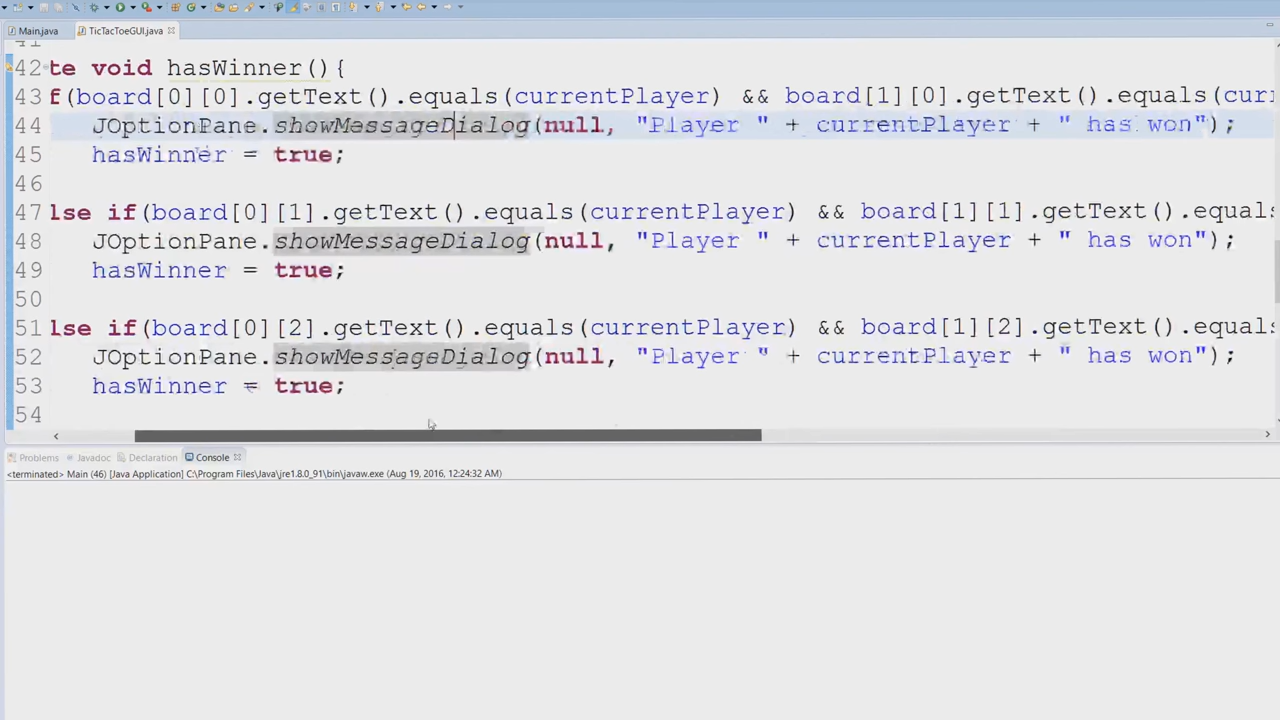 Main.java TicTacToeGUI.java
42 te void hasWinner(){
43 f(board[0][0].getText().equals(currentPlayer) && board[1][0].getText().equals(curr
44 JOptionPane.showMessageDialog(null, "Player " + currentPlayer + " has won");
45 hasWinner = true;
46
47 lse if(board[0][1].getText().equals(currentPlayer) && board[1][1].getText().equals
48 JOptionPane.showMessageDialog(null, "Player " + currentPlayer + " has won");
49 hasWinner = true;
50
51 lse if(board[0][2].getText().equals(currentPlayer) && board[1][2].getText().equals
52 JOptionPane.showMessageDialog(null, "Player " + currentPlayer + " has won");
53 hasWinner = true;
54
Problems Javadoc Declaration Console
<terminated> Main (46) [Java Application] C:\Program Files\Java\jre1.8.0_91\bin\javaw.exe (Aug 19, 2016, 12:24:32 AM)